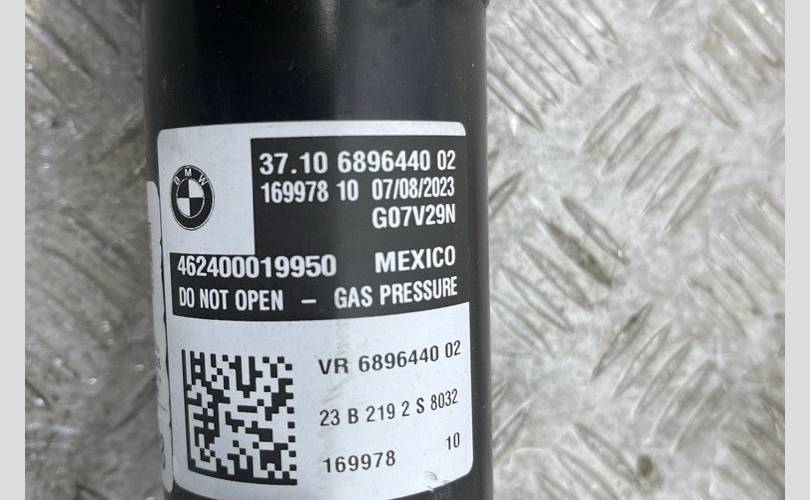 BMW
37.10 6896440 02
169978 10 07/08/2023
G07V29N
462400019950 MEXICO
DO NOT OPEN – GAS PRESSURE
VR 6896440 02
23 B 219 2 S 8032
169978 10